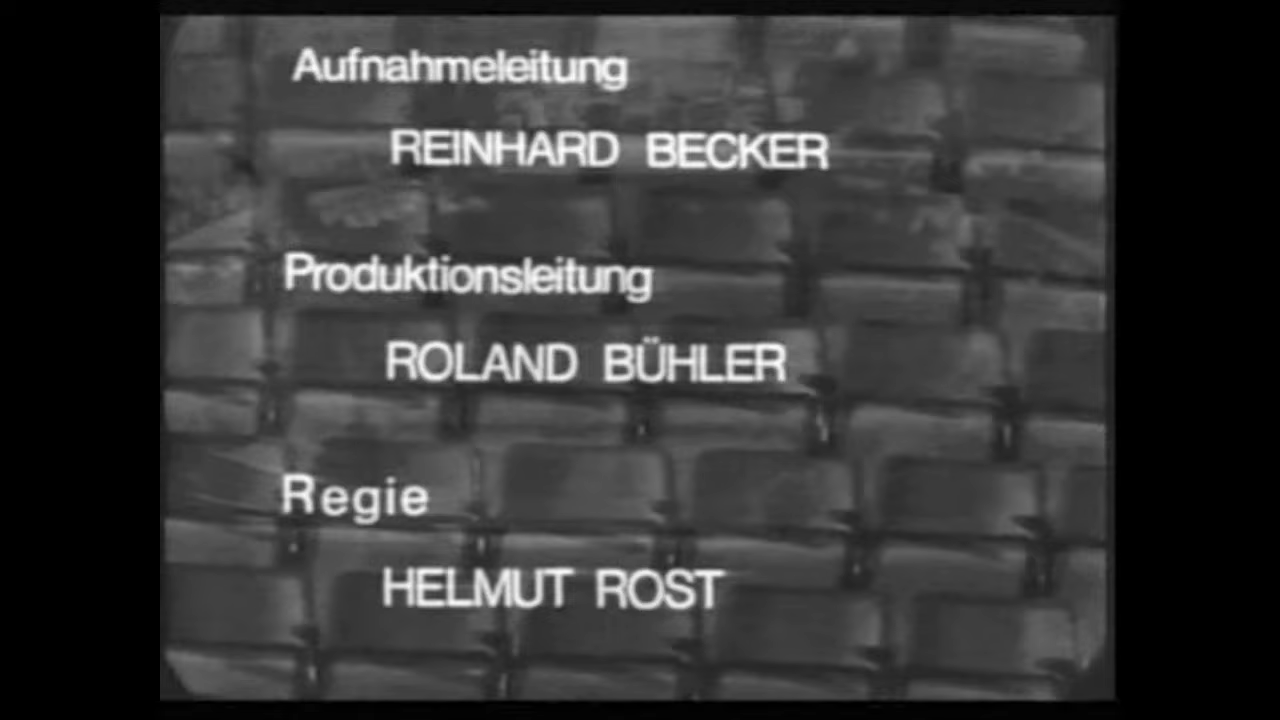 Aufnahmeleitung
REINHARD BECKER
Produktionsleitung
ROLAND BÜHLER
Regie
HELMUT ROST